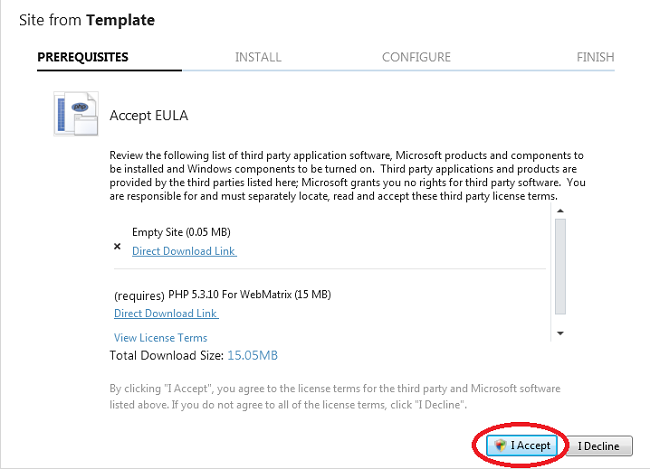 Site from Template
PREREQUISITES INSTALL CONFIGURE FINISH
php
Accept EULA
Review the following list of third party application software, Microsoft products and components to
be installed and Windows components to be turned on.  Third party applications and products are
provided by the third parties listed here; Microsoft grants you no rights for third party software.  You
are responsible for and must separately locate, read and accept these third party license terms.
Empty Site (0.05 MB)
Direct Download Link
(requires) PHP 5.3.10 For WebMatrix (15 MB)
Direct Download Link
View License Terms
Total Download Size: 15.05MB
By clicking "I Accept", you agree to the license terms for the third party and Microsoft software
listed above. If you do not agree to all of the license terms, click "I Decline".
I Accept I Decline